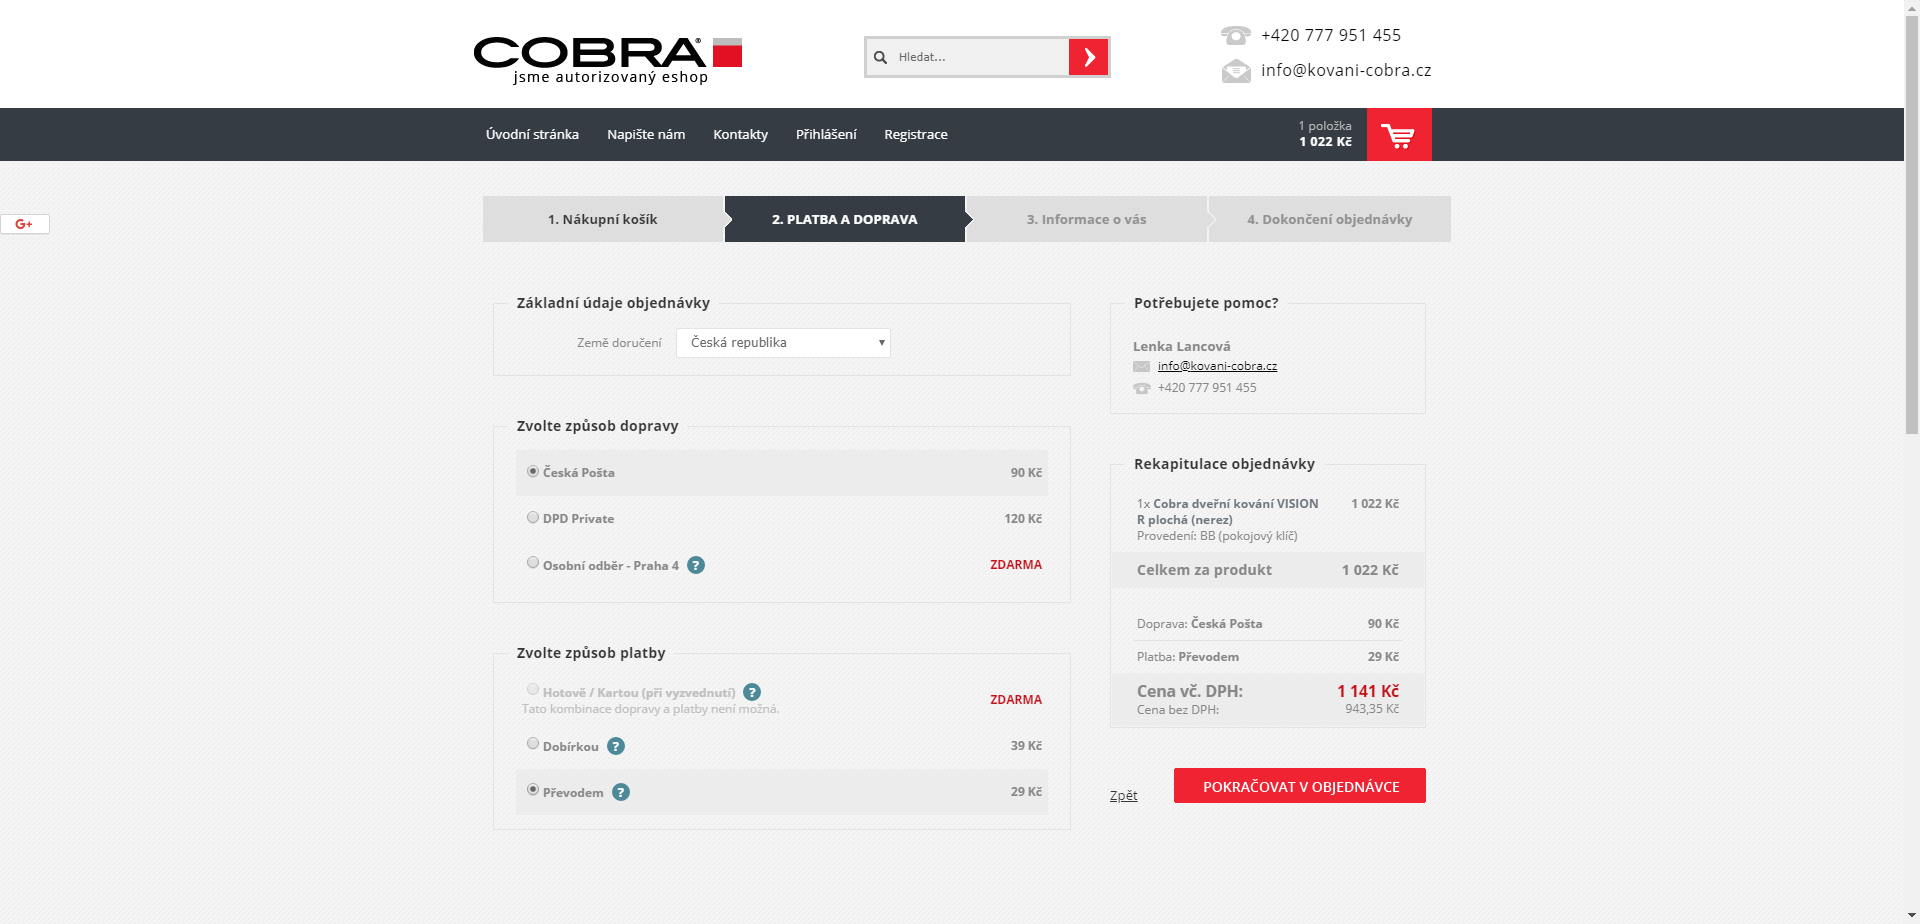 COBRA®
jsme autorizovaný eshop
Hledat...
+420 777 951 455
info@kovani-cobra.cz
Úvodní stránka
Napište nám
Kontakty
Přihlášení
Registrace
1 položka
1 022 Kč
G+
1. Nákupní košík
2. PLATBA A DOPRAVA
3. Informace o vás
4. Dokončení objednávky
Základní údaje objednávky
Země doručení
Česká republika
Zvolte způsob dopravy
Česká Pošta 90 Kč
DPD Private 120 Kč
Osobní odběr - Praha 4 ? ZDARMA
Zvolte způsob platby
Hotově / Kartou (při vyzvednutí) ? ZDARMA
Tato kombinace dopravy a platby není možná.
Dobírkou ? 39 Kč
Převodem ? 29 Kč
Potřebujete pomoc?
Lenka Lancová
info@kovani-cobra.cz
+420 777 951 455
Rekapitulace objednávky
1x Cobra dveřní kování VISION 1 022 Kč
R plochá (nerez)
Provedení: BB (pokojový klíč)
Celkem za produkt 1 022 Kč
Doprava: Česká Pošta 90 Kč
Platba: Převodem 29 Kč
Cena vč. DPH: 1 141 Kč
Cena bez DPH: 943,35 Kč
Zpět
POKRAČOVAT V OBJEDNÁVCE